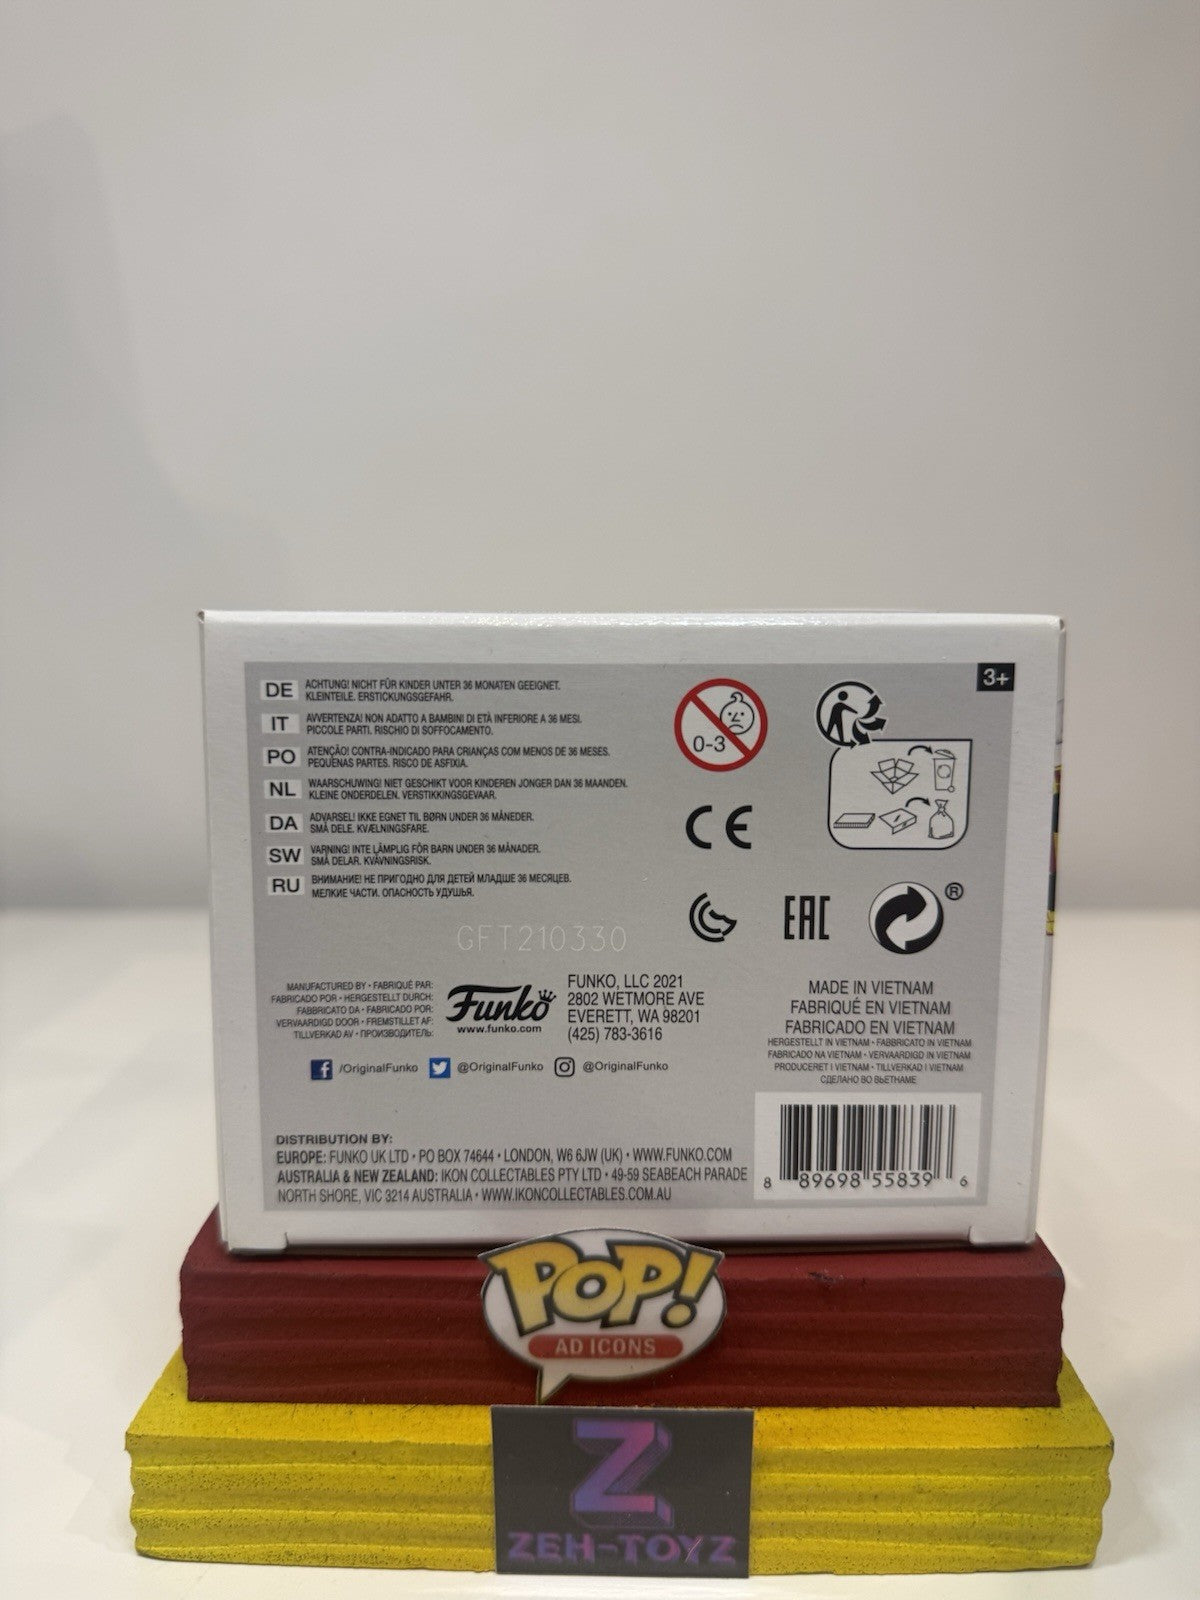 3+
DE ACHTUNG! NICHT FÜR KINDER UNTER 36 MONATEN GEEIGNET.
KLEINTEILE. ERSTICKUNGSGEFAHR.
IT AVVERTENZA! NON ADATTO A BAMBINI DI ETÀ INFERIORE A 36 MESI.
PICCOLE PARTI. RISCHIO DI SOFFOCAMENTO.
PO ATENÇÃO! CONTRA-INDICADO PARA CRIANÇAS COM MENOS DE 36 MESES.
PEQUENAS PARTES. RISCO DE ASFIXIA.
NL WAARSCHUWING! NIET GESCHIKT VOOR KINDEREN JONGER DAN 36 MAANDEN.
KLEINE ONDERDELEN. VERSTIKKINGSGEVAAR.
DA ADVARSEL! IKKE EGNET TIL BØRN UNDER 36 MÅNEDER.
SMÅ DELE. KVÆLNINGSFARE.
SW VARNING! INTE LÄMPLIG FÖR BARN UNDER 36 MÅNADER.
SMÅ DELAR. KVÄVNINGSRISK.
RU ВНИМАНИЕ! НЕ ПРИГОДНО ДЛЯ ДЕТЕЙ МЛАДШЕ 36 МЕСЯЦЕВ.
МЕЛКИЕ ЧАСТИ. ОПАСНОСТЬ УДУШЬЯ.
0-3
CE
EAC
®
GFT210330
MANUFACTURED BY • FABRIQUÉ PAR:
FABRICADO POR • HERGESTELLT DURCH:
FABBRICATO DA • FABRICADO POR:
VERVAARDIGD DOOR • FREMSTILLET AF:
TILLVERKAD AV • ПРОИЗВОДИТЕЛЬ:
Funko
www.funko.com
FUNKO, LLC 2021
2802 WETMORE AVE
EVERETT, WA 98201
(425) 783-3616
MADE IN VIETNAM
FABRIQUÉ EN VIETNAM
FABRICADO EN VIETNAM
HERGESTELLT IN VIETNAM • FABBRICATO IN VIETNAM
FABRICADO NA VIETNAM • VERVAARDIGD IN VIETNAM
PRODUCERET I VIETNAM • TILLVERKAD I VIETNAM
СДЕЛАНО ВО ВЬЕТНАМЕ
f /OriginalFunko @OriginalFunko @OriginalFunko
DISTRIBUTION BY:
EUROPE: FUNKO UK LTD • PO BOX 74644 • LONDON, W6 6JW (UK) • WWW.FUNKO.COM
AUSTRALIA & NEW ZEALAND: IKON COLLECTABLES PTY LTD • 49-59 SEABEACH PARADE
NORTH SHORE, VIC 3214 AUSTRALIA • WWW.IKONCOLLECTABLES.COM.AU
8 89698 55839 6
POP!
AD ICONS
Z
ZEH-TOYZ